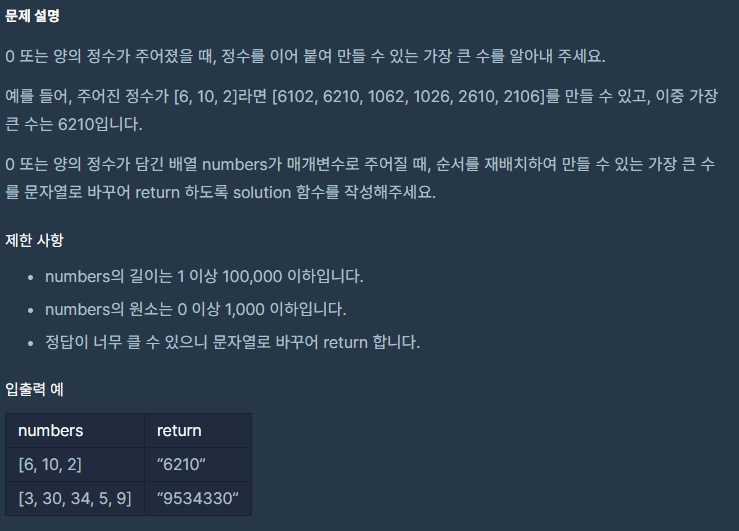 문제 설명
0 또는 양의 정수가 주어졌을 때, 정수를 이어 붙여 만들 수 있는 가장 큰 수를 알아내 주세요.
예를 들어, 주어진 정수가 [6, 10, 2]라면 [6102, 6210, 1062, 1026, 2610, 2106]를 만들 수 있고, 이중 가장
큰 수는 6210입니다.
0 또는 양의 정수가 담긴 배열 numbers가 매개변수로 주어질 때, 순서를 재배치하여 만들 수 있는 가장 큰 수
를 문자열로 바꾸어 return 하도록 solution 함수를 작성해주세요.
제한 사항
• numbers의 길이는 1 이상 100,000 이하입니다.
• numbers의 원소는 0 이상 1,000 이하입니다.
• 정답이 너무 클 수 있으니 문자열로 바꾸어 return 합니다.
입출력 예
numbers return
[6, 10, 2] “6210”
[3, 30, 34, 5, 9] “9534330”